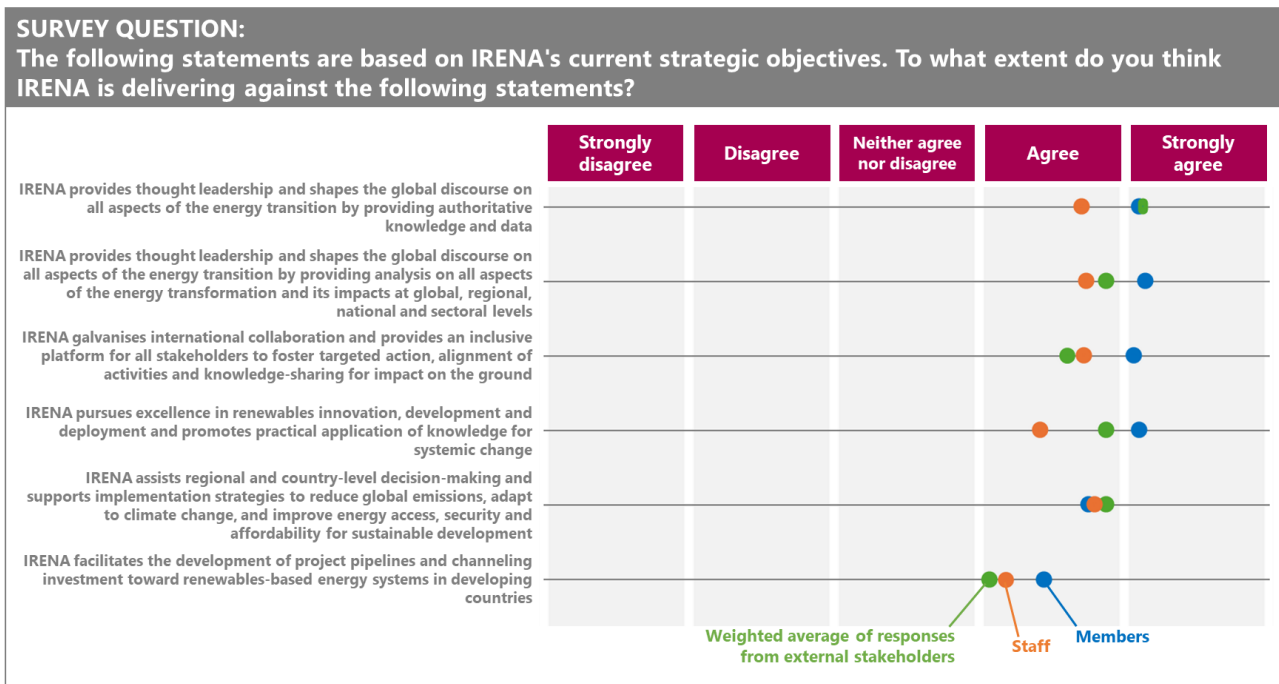 SURVEY QUESTION:
The following statements are based on IRENA's current strategic objectives. To what extent do you think
IRENA is delivering against the following statements?
Strongly
disagree
Disagree
Neither agree
nor disagree
Agree
Strongly
agree
IRENA provides thought leadership and shapes the global discourse on
all aspects of the energy transition by providing authoritative
knowledge and data
IRENA provides thought leadership and shapes the global discourse on
all aspects of the energy transition by providing analysis on all aspects
of the energy transformation and its impacts at global, regional,
national and sectoral levels
IRENA galvanises international collaboration and provides an inclusive
platform for all stakeholders to foster targeted action, alignment of
activities and knowledge-sharing for impact on the ground
IRENA pursues excellence in renewables innovation, development and
deployment and promotes practical application of knowledge for
systemic change
IRENA assists regional and country-level decision-making and
supports implementation strategies to reduce global emissions, adapt
to climate change, and improve energy access, security and
affordability for sustainable development
IRENA facilitates the development of project pipelines and channeling
investment toward renewables-based energy systems in developing
countries
Weighted average of responses
from external stakeholders
Staff
Members